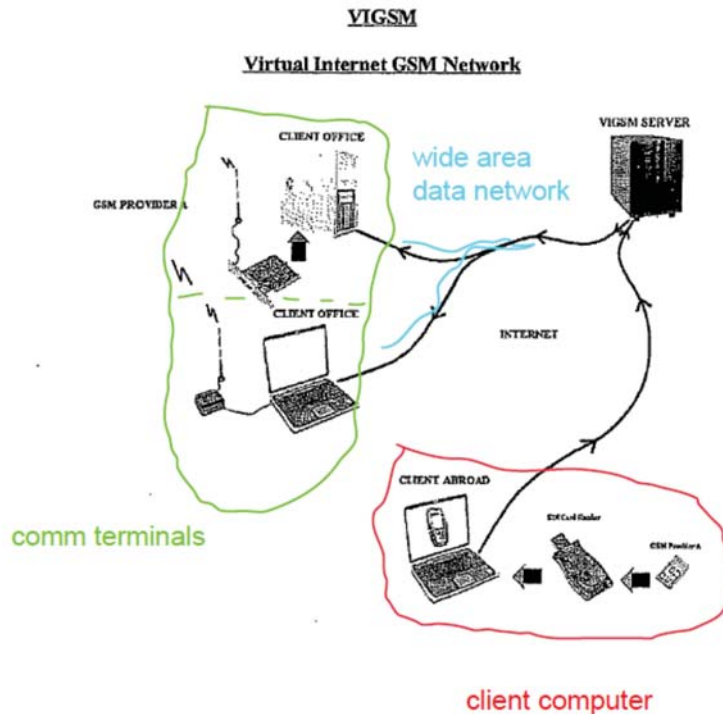 VIGSM
Virtual Internet GSM Network
CLIENT OFFICE
VIGSM SERVER
wide area
data network
GSM PROVIDER A
CLIENT OFFICE
INTERNET
CLIENT ABROAD
SIM Card Reader
GSM Provider A
comm terminals
client computer